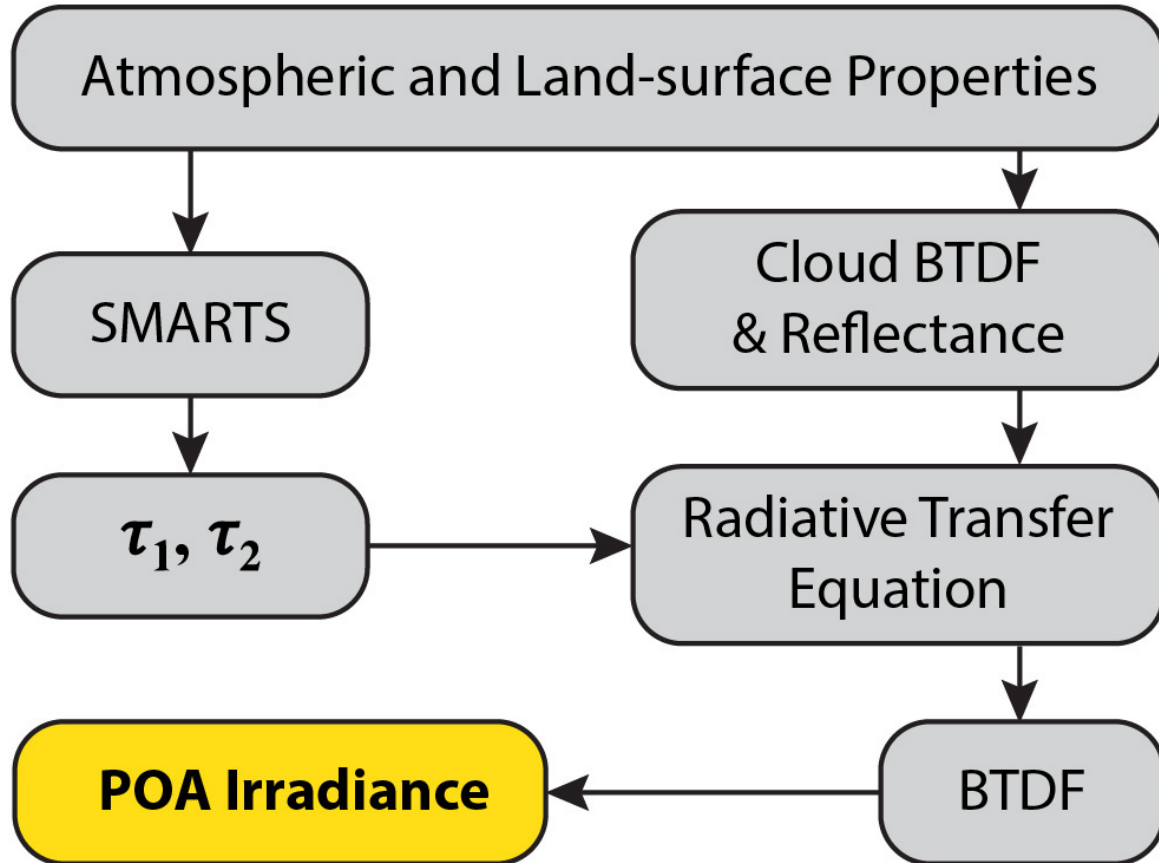 Atmospheric and Land-surface Properties
SMARTS
Cloud BTDF
& Reflectance
τ₁, τ₂
Radiative Transfer
Equation
POA Irradiance
BTDF